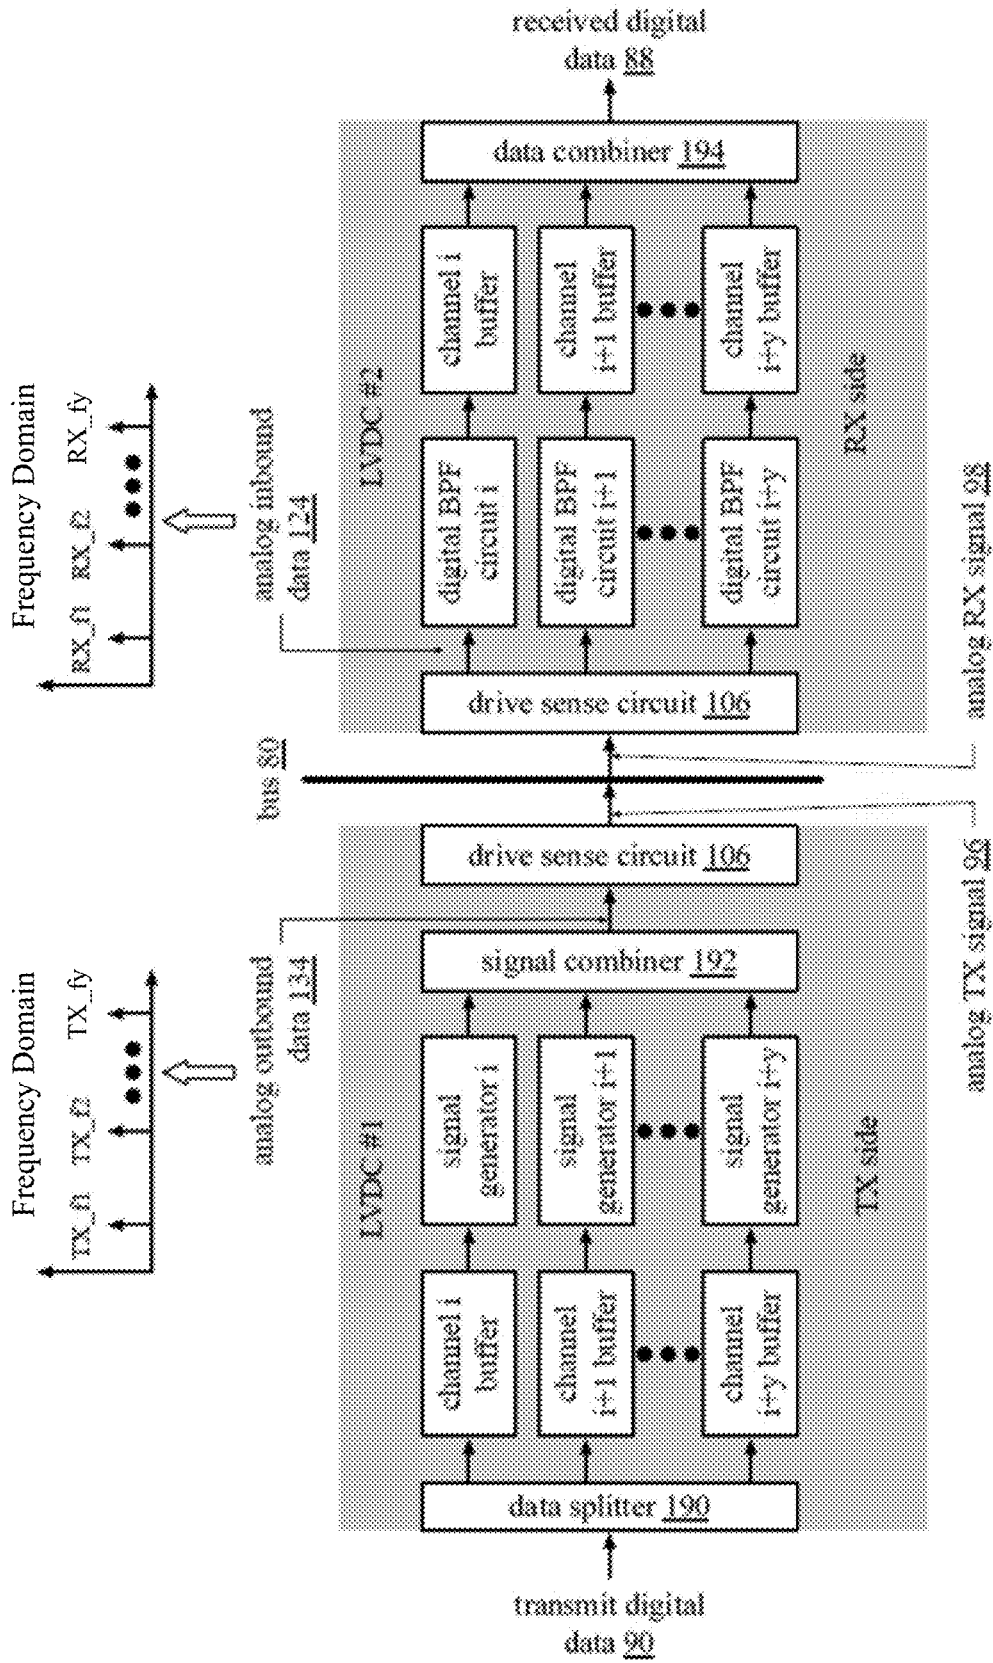 transmit digital
data 90
data splitter 190
channel i
buffer
channel
i+1 buffer
channel
i+y buffer
signal
generator i
signal
generator i+1
signal
generator i+y
signal combiner 192
drive sense circuit 106
LVDC #1
TX side
analog outbound
data 134
Frequency Domain
TX_f1
TX_f2
TX_fy
analog TX signal 96
bus 80
analog RX signal 98
drive sense circuit 106
digital BPF
circuit i
digital BPF
circuit i+1
digital BPF
circuit i+y
channel i
buffer
channel
i+1 buffer
channel
i+y buffer
data combiner 194
LVDC #2
RX side
analog inbound
data 124
Frequency Domain
RX_f1
RX_f2
RX_fy
received digital
data 88